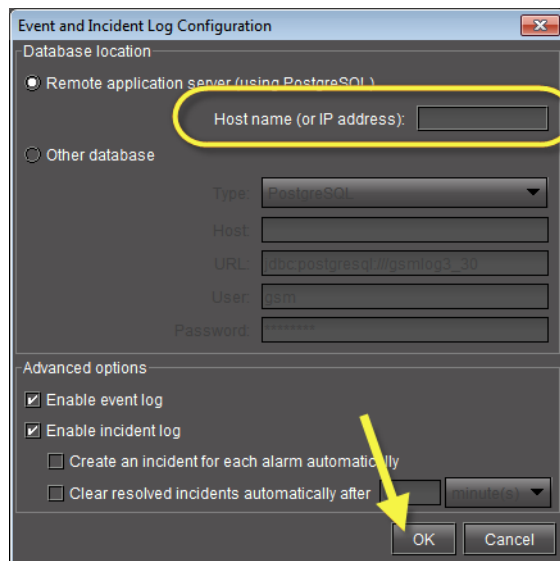 Event and Incident Log Configuration
Database location
Remote application server (using PostgreSQL)
Host name (or IP address):
Other database
Type: PostgreSQL
Host:
URL: jdbc:postgresql:///gsmlog3_30
User: gsm
Password: ********
Advanced options
Enable event log
Enable incident log
Create an incident for each alarm automatically
Clear resolved incidents automatically after minute(s)
OK Cancel